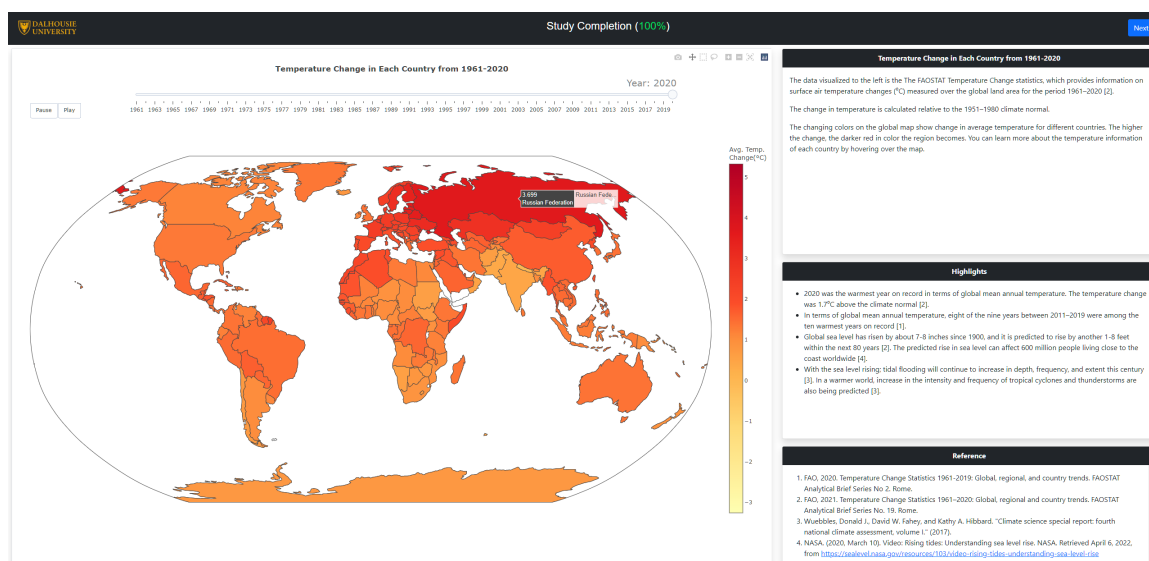 DALHOUSIE
UNIVERSITY
Study Completion (100%)
Next
Temperature Change in Each Country from 1961-2020
Year: 2020
Pause
Play
1961 1963 1965 1967 1969 1971 1973 1975 1977 1979 1981 1983 1985 1987 1989 1991 1993 1995 1997 1999 2001 2003 2005 2007 2009 2011 2013 2015 2017 2019
Avg. Temp.
Change(°C)
5
4
3
2
1
0
−1
−2
−3
3.699
Russian Federation
Russian Fede...
Temperature Change in Each Country from 1961-2020
The data visualized to the left is the The FAOSTAT Temperature Change statistics, which provides information on
surface air temperature changes (°C) measured over the global land area for the period 1961–2020 [2].
The change in temperature is calculated relative to the 1951–1980 climate normal.
The changing colors on the global map show change in average temperature for different countries. The higher
the change, the darker red in color the region becomes. You can learn more about the temperature information
of each country by hovering over the map.
Highlights
• 2020 was the warmest year on record in terms of global mean annual temperature. The temperature change
was 1.7°C above the climate normal [2].
• In terms of global mean annual temperature, eight of the nine years between 2011–2019 were among the
ten warmest years on record [1].
• Global sea level has risen by about 7-8 inches since 1900, and it is predicted to rise by another 1-8 feet
within the next 80 years [2]. The predicted rise in sea level can affect 600 million people living close to the
coast worldwide [4].
• With the sea level rising; tidal flooding will continue to increase in depth, frequency, and extent this century
[3]. In a warmer world, increase in the intensity and frequency of tropical cyclones and thunderstorms are
also being predicted [3].
Reference
1. FAO, 2020. Temperature Change Statistics 1961-2019: Global, regional and country trends. FAOSTAT
Analytical Brief Series No 2. Rome.
2. FAO, 2021. Temperature Change Statistics 1961–2020: Global, regional and country trends. FAOSTAT
Analytical Brief Series No. 19. Rome.
3. Wuebbles, Donald J., David W. Fahey, and Kathy A. Hibbard. "Climate science special report: fourth
national climate assessment, volume I." (2017).
4. NASA. (2020, March 10). Video: Rising tides: Understanding sea level rise. NASA. Retrieved April 6, 2022,
from https://sealevel.nasa.gov/resources/103/video-rising-tides-understanding-sea-level-rise